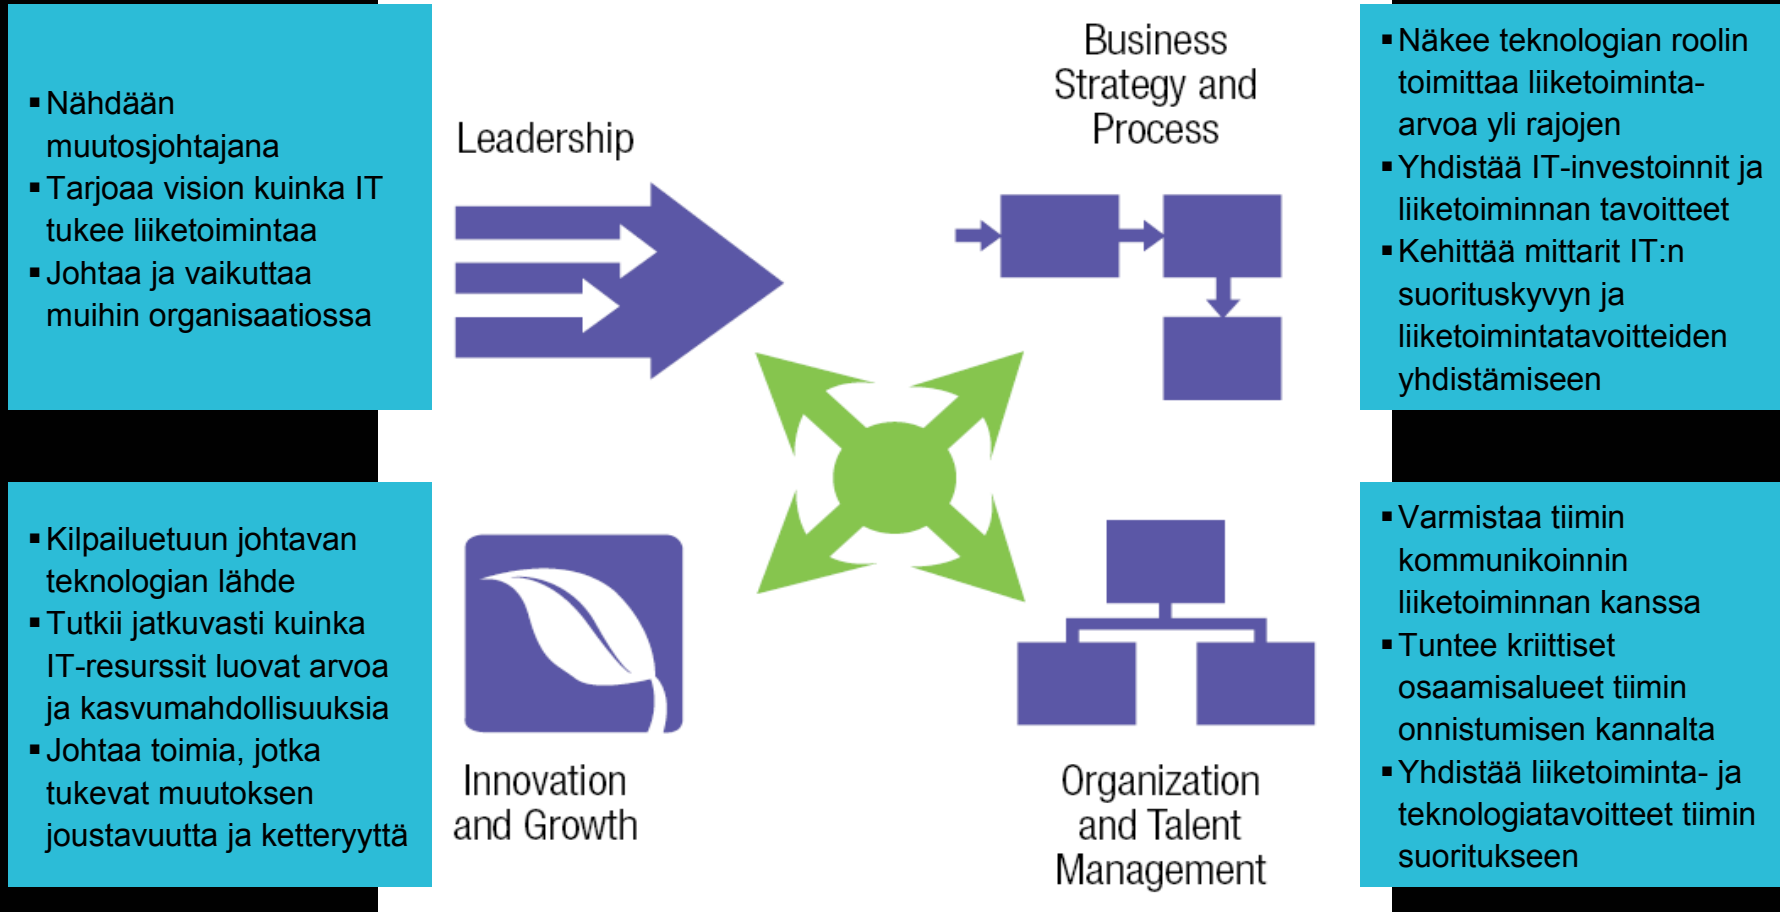 ▪Nähdään
muutosjohtajana
▪Tarjoaa vision kuinka IT
tukee liiketoimintaa
▪Johtaa ja vaikuttaa
muihin organisaatiossa
Leadership
Business
Strategy and
Process
▪Näkee teknologian roolin
toimittaa liiketoiminta-
arvoa yli rajojen
▪Yhdistää IT-investoinnit ja
liiketoiminnan tavoitteet
▪Kehittää mittarit IT:n
suorituskyvyn ja
liiketoimintatavoitteiden
yhdistämiseen
▪Kilpailuetuun johtavan
teknologian lähde
▪Tutkii jatkuvasti kuinka
IT-resurssit luovat arvoa
ja kasvumahdollisuuksia
▪Johtaa toimia, jotka
tukevat muutoksen
joustavuutta ja ketteryyttä
Innovation
and Growth
Organization
and Talent
Management
▪Varmistaa tiimin
kommunikoinnin
liiketoiminnan kanssa
▪Tuntee kriittiset
osaamisalueet tiimin
onnistumisen kannalta
▪Yhdistää liiketoiminta- ja
teknologiatavoitteet tiimin
suoritukseen